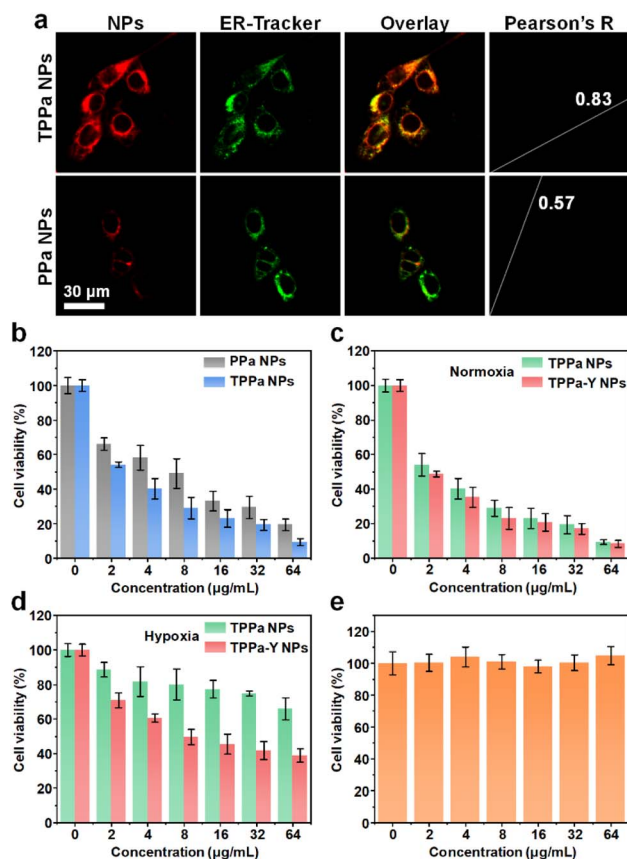 a
NPs ER-Tracker Overlay Pearson's R
TPPa NPs
0.83
PPa NPs
0.57
30 μm
b
Cell viability (%)
120
100
80
60
40
20
0
PPa NPs
TPPa NPs
0 2 4 8 16 32 64
Concentration (μg/mL)
c
Cell viability (%)
120
100
80
60
40
20
0
Normoxia
TPPa NPs
TPPa-Y NPs
0 2 4 8 16 32 64
Concentration (μg/mL)
d
Cell viability (%)
120
100
80
60
40
20
0
Hypoxia
TPPa NPs
TPPa-Y NPs
0 2 4 8 16 32 64
Concentration (μg/mL)
e
Cell viability (%)
120
100
80
60
40
20
0
0 2 4 8 16 32 64
Concentration (μg/mL)